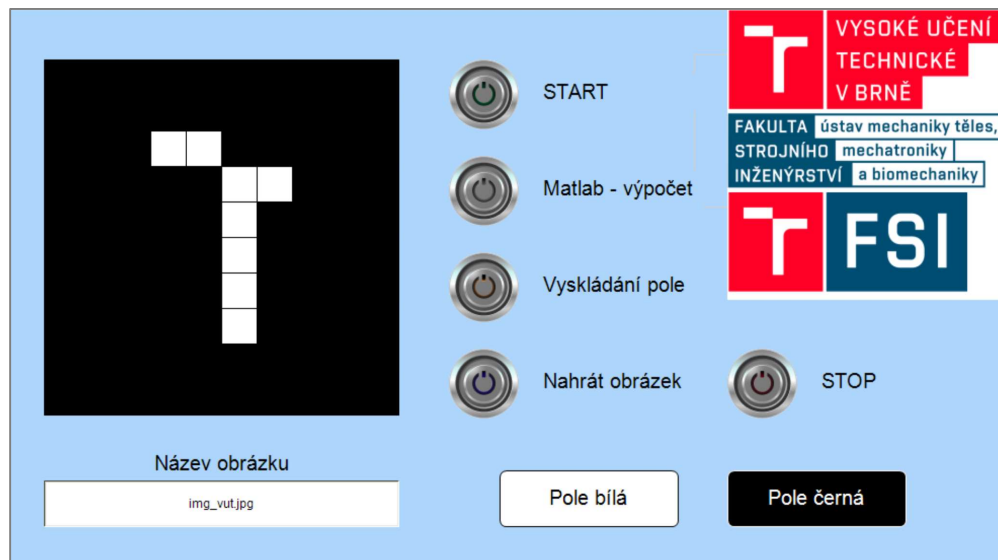 START
Matlab - výpočet
Vyskládání pole
Nahrát obrázek
STOP
Název obrázku
img_vut.jpg
Pole bílá
Pole černá
VYSOKÉ UČENÍ
TECHNICKÉ
V BRNĚ
FAKULTA ústav mechaniky těles,
STROJNÍHO mechatroniky
INŽENÝRSTVÍ a biomechaniky
FSI